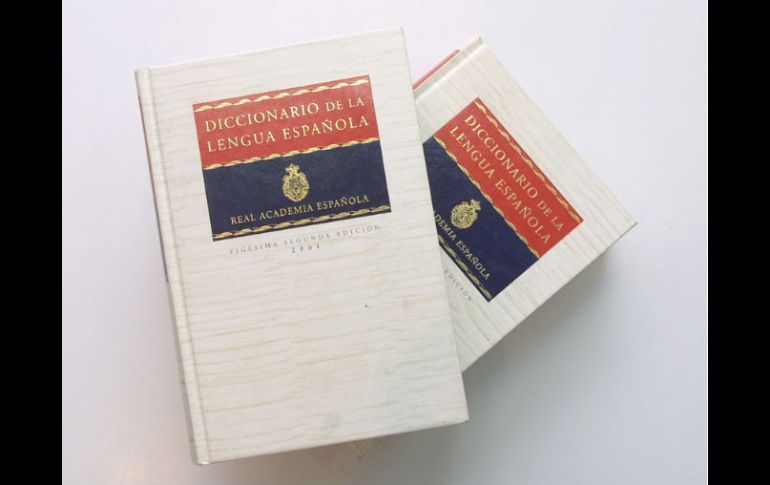 DICCIONARIO DE LA
LENGUA ESPAÑOLA
REAL ACADEMIA ESPAÑOLA
VIGÉSIMA SEGUNDA EDICIÓN
2001
DICCIONARIO DE LA
LENGUA ESPAÑOLA
ACADEMIA ESPAÑOLA
EDICIÓN